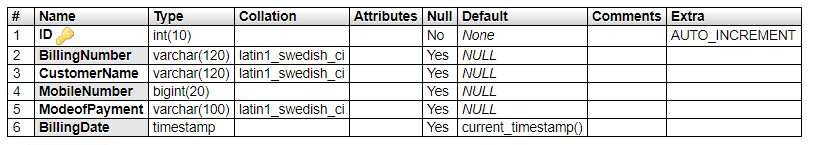 # Name Type Collation Attributes Null Default Comments Extra
1 ID int(10) No None AUTO_INCREMENT
2 BillingNumber varchar(120) latin1_swedish_ci Yes NULL
3 CustomerName varchar(120) latin1_swedish_ci Yes NULL
4 MobileNumber bigint(20) Yes NULL
5 ModeofPayment varchar(100) latin1_swedish_ci Yes NULL
6 BillingDate timestamp Yes current_timestamp()